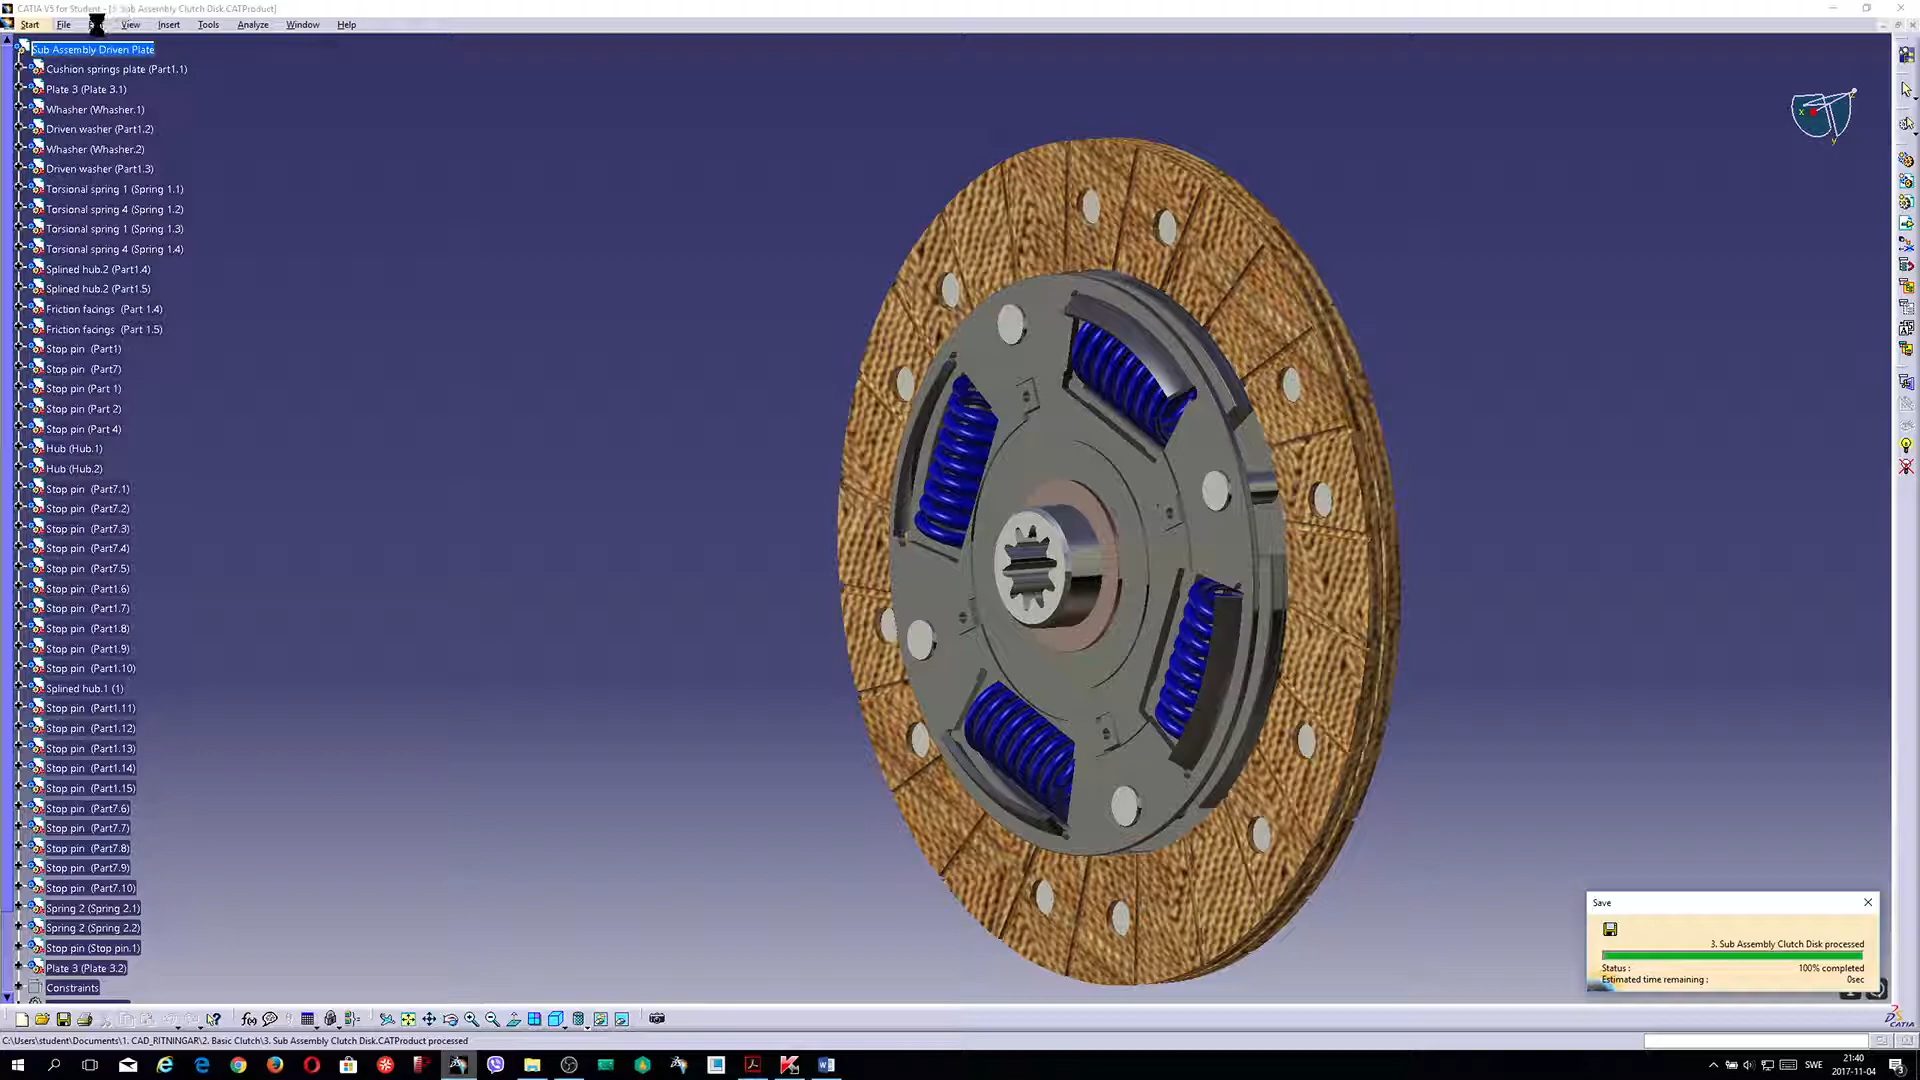 CATIA V5 for Student - [3. Sub Assembly Clutch Disk.CATProduct]
Start File View Insert Tools Analyze Window Help
Sub Assembly Driven Plate
Cushion springs plate (Part1.1)
Plate 3 (Plate 3.1)
Whasher (Whasher.1)
Driven washer (Part1.2)
Whasher (Whasher.2)
Driven washer (Part1.3)
Torsional spring 1 (Spring 1.1)
Torsional spring 4 (Spring 1.2)
Torsional spring 1 (Spring 1.3)
Torsional spring 4 (Spring 1.4)
Splined hub.2 (Part1.4)
Splined hub.2 (Part1.5)
Friction facings (Part 1.4)
Friction facings (Part 1.5)
Stop pin (Part1)
Stop pin (Part7)
Stop pin (Part 1)
Stop pin (Part 2)
Stop pin (Part 4)
Hub (Hub.1)
Hub (Hub.2)
Stop pin (Part7.1)
Stop pin (Part7.2)
Stop pin (Part7.3)
Stop pin (Part7.4)
Stop pin (Part7.5)
Stop pin (Part1.6)
Stop pin (Part1.7)
Stop pin (Part1.8)
Stop pin (Part1.9)
Stop pin (Part1.10)
Splined hub.1 (1)
Stop pin (Part1.11)
Stop pin (Part1.12)
Stop pin (Part1.13)
Stop pin (Part1.14)
Stop pin (Part1.15)
Stop pin (Part7.6)
Stop pin (Part7.7)
Stop pin (Part7.8)
Stop pin (Part7.9)
Stop pin (Part7.10)
Spring 2 (Spring 2.1)
Spring 2 (Spring 2.2)
Stop pin (Stop pin.1)
Plate 3 (Plate 3.2)
Constraints
x
z
y
Save
3. Sub Assembly Clutch Disk processed
Status : 100% completed
Estimated time remaining : 0sec
f(x)
CATIA
C:\Users\student\Documents\1. CAD_RITNINGAR\2. Basic Clutch\3. Sub Assembly Clutch Disk.CATProduct processed
SWE
21:40
2017-11-04